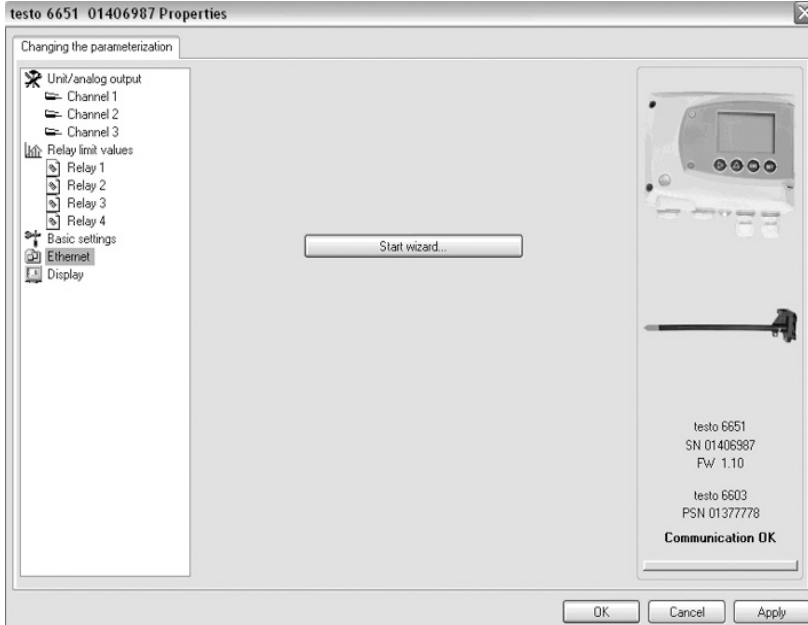 testo 6651 01406987 Properties
Changing the parameterization
Unit/analog output
Channel 1
Channel 2
Channel 3
Relay limit values
Relay 1
Relay 2
Relay 3
Relay 4
Basic settings
Ethernet
Display
Start wizard...
testo 6651
SN 01406987
FW 1.10
testo 6603
PSN 01377778
Communication OK
OK
Cancel
Apply